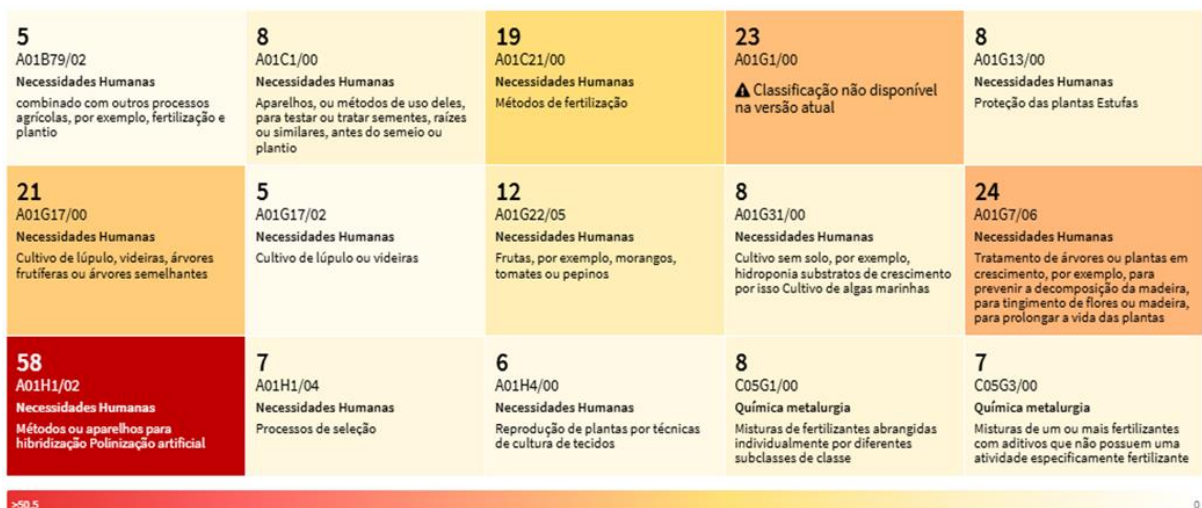 5
A01B79/02
Necessidades Humanas
combinado com outros processos
agrícolas, por exemplo, fertilização e
plantio
8
A01C1/00
Necessidades Humanas
Aparelhos, ou métodos de uso deles,
para testar ou tratar sementes, raízes
ou similares, antes do semeio ou
plantio
19
A01C21/00
Necessidades Humanas
Métodos de fertilização
23
A01G1/00
Classificação não disponível
na versão atual
8
A01G13/00
Necessidades Humanas
Proteção das plantas Estufas
21
A01G17/00
Necessidades Humanas
Cultivo de lúpulo, videiras, árvores
frutíferas ou árvores semelhantes
5
A01G17/02
Necessidades Humanas
Cultivo de lúpulo ou videiras
12
A01G22/05
Necessidades Humanas
Frutas, por exemplo, morangos,
tomates ou pepinos
8
A01G31/00
Necessidades Humanas
Cultivo sem solo, por exemplo,
hidroponia substratos de crescimento
por isso Cultivo de algas marinhas
24
A01G7/06
Necessidades Humanas
Tratamento de árvores ou plantas em
crescimento, por exemplo, para
prevenir a decomposição da madeira,
para tingimento de flores ou madeira,
para prolongar a vida das plantas
58
A01H1/02
Necessidades Humanas
Métodos ou aparelhos para
hibridização Polinização artificial
7
A01H1/04
Necessidades Humanas
Processos de seleção
6
A01H4/00
Necessidades Humanas
Reprodução de plantas por técnicas
de cultura de tecidos
8
C05G1/00
Química metalurgia
Misturas de fertilizantes abrangidas
individualmente por diferentes
subclasses de classe
7
C05G3/00
Química metalurgia
Misturas de um ou mais fertilizantes
com aditivos que não possuem uma
atividade especificamente fertilizante
>50.5
0